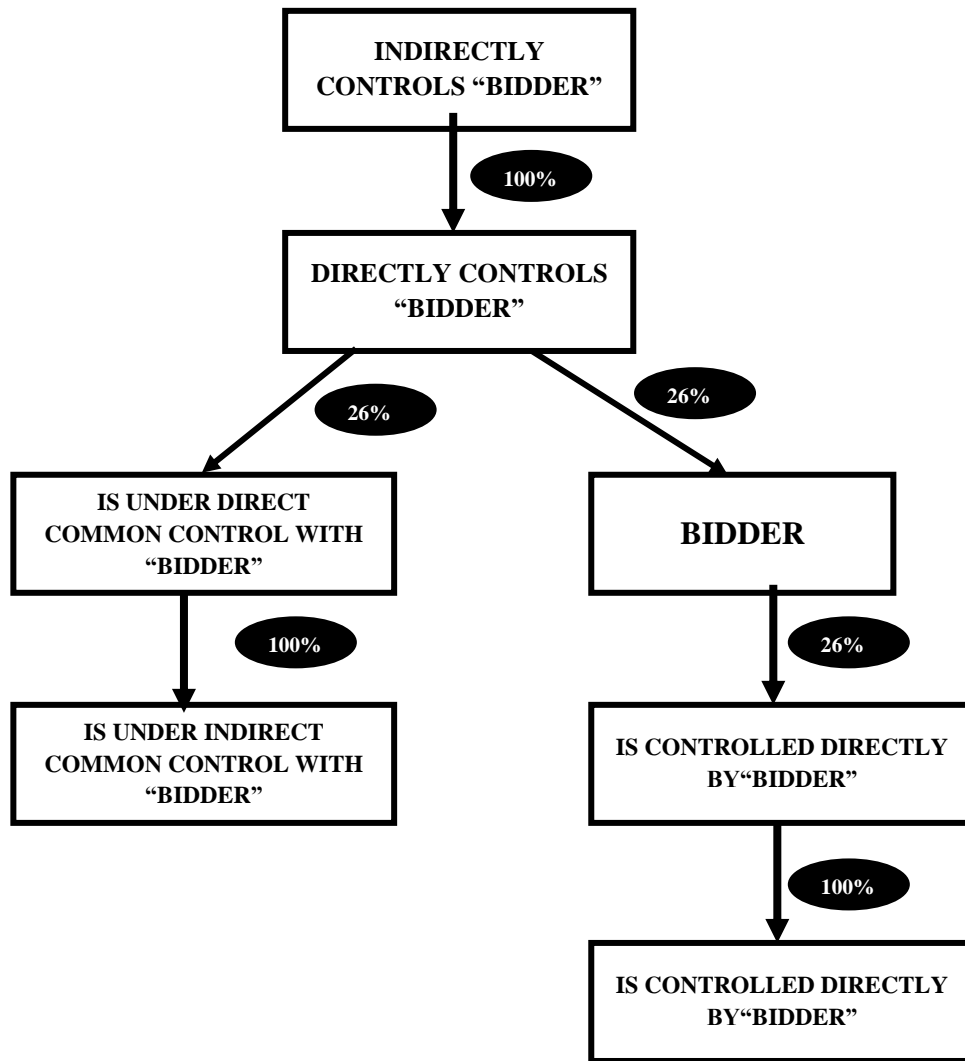 INDIRECTLY
CONTROLS “BIDDER”
100%
DIRECTLY CONTROLS
“BIDDER”
26%
26%
IS UNDER DIRECT
COMMON CONTROL WITH
“BIDDER”
BIDDER
100%
26%
IS UNDER INDIRECT
COMMON CONTROL WITH
“BIDDER”
IS CONTROLLED DIRECTLY
BY“BIDDER”
100%
IS CONTROLLED DIRECTLY
BY“BIDDER”